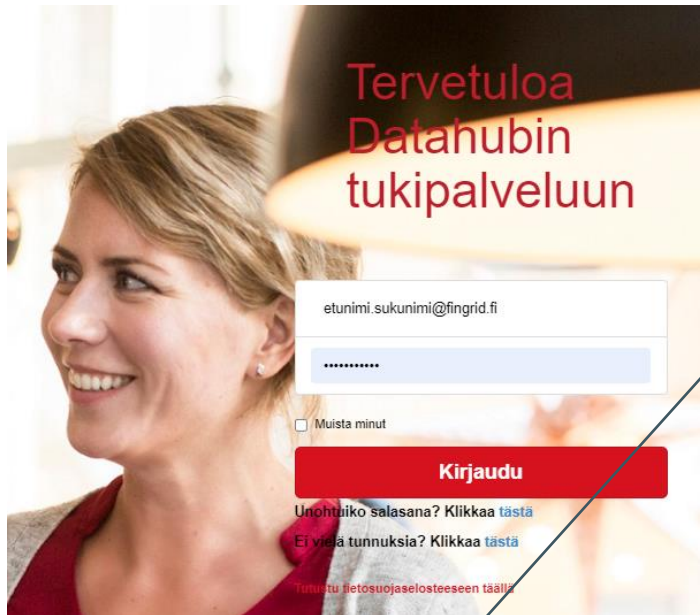 Tervetuloa
Datahubin
tukipalveluun
etunimi.sukunimi@fingrid.fi
•••••••••••
Muista minut
Kirjaudu
Unohtuiko salasana? Klikkaa tästä
Ei vielä tunnuksia? Klikkaa tästä
Tutustu tietosuojaselosteeseen täällä